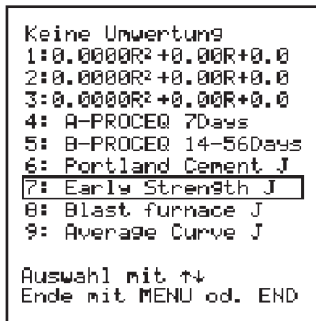 Keine Umwertung
1:0.0000R²+0.00R+0.0
2:0.0000R²+0.00R+0.0
3:0.0000R²+0.00R+0.0
4: A-PROCEQ 7Days
5: B-PROCEQ 14-56Days
6: Portland Cement J
7: Early Strength J
8: Blast furnace J
9: Average Curve J
Auswahl mit ↑↓
Ende mit MENU od. END